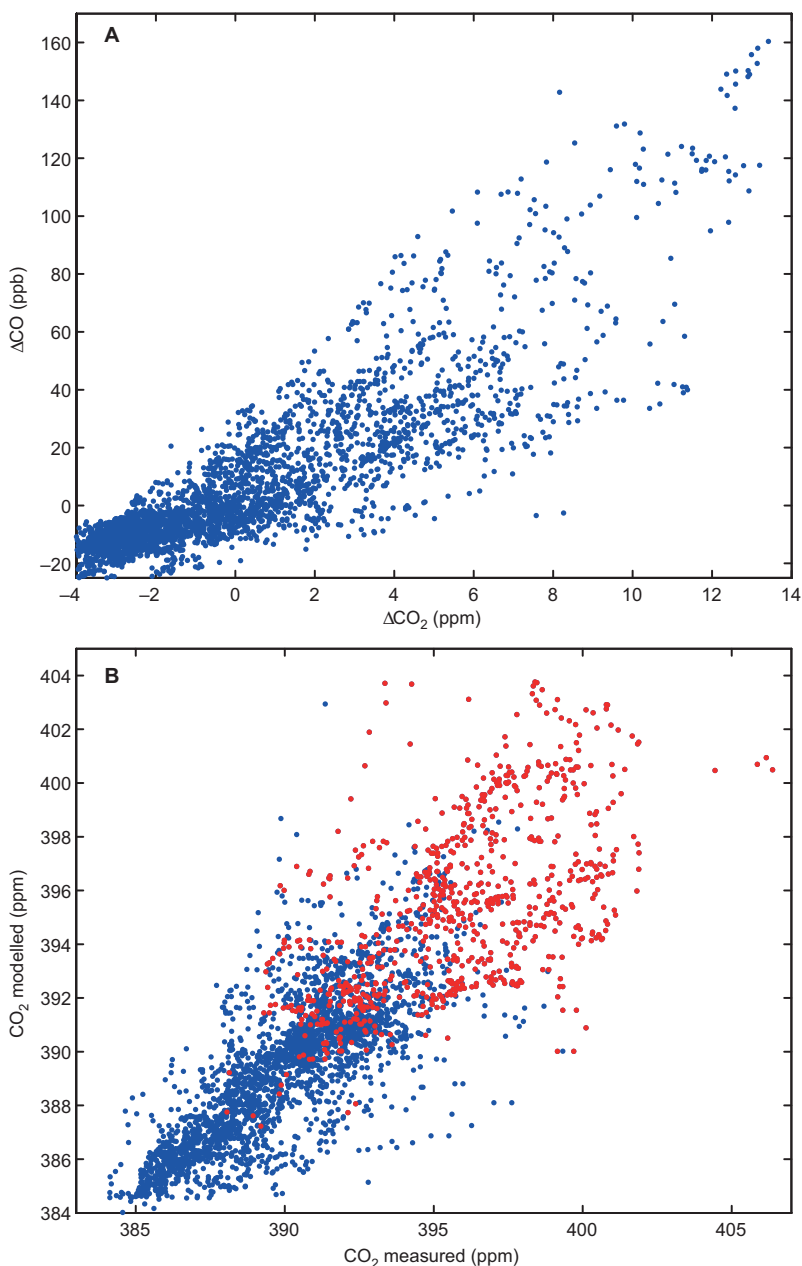 A
160
140
120
100
80
60
40
20
0
–20
ΔCO (ppb)
–4 –2 0 2 4 6 8 10 12 14
ΔCO₂ (ppm)
B
404
402
400
398
396
394
392
390
388
386
384
CO₂ modelled (ppm)
385 390 395 400 405
CO₂ measured (ppm)